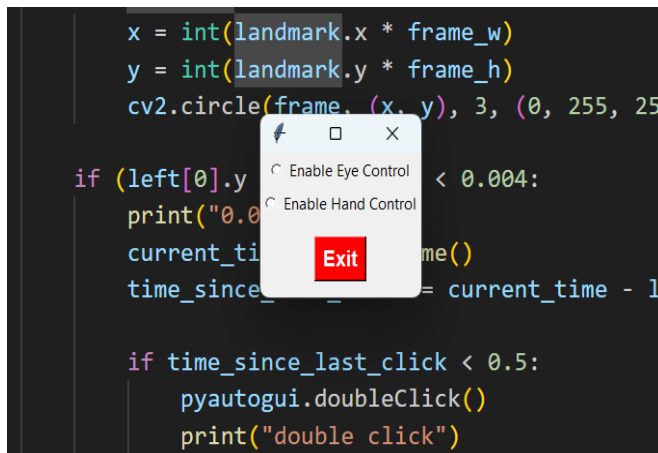 x = int(landmark.x * frame_w)
y = int(landmark.y * frame_h)
cv2.circle(frame, (x, y), 3, (0, 255, 25
if (left[0].y < 0.004:
print("0.0
current_ti me()
time_since = current_time - l
if time_since_last_click < 0.5:
pyautogui.doubleClick()
print("double click")
Enable Eye Control
Enable Hand Control
Exit